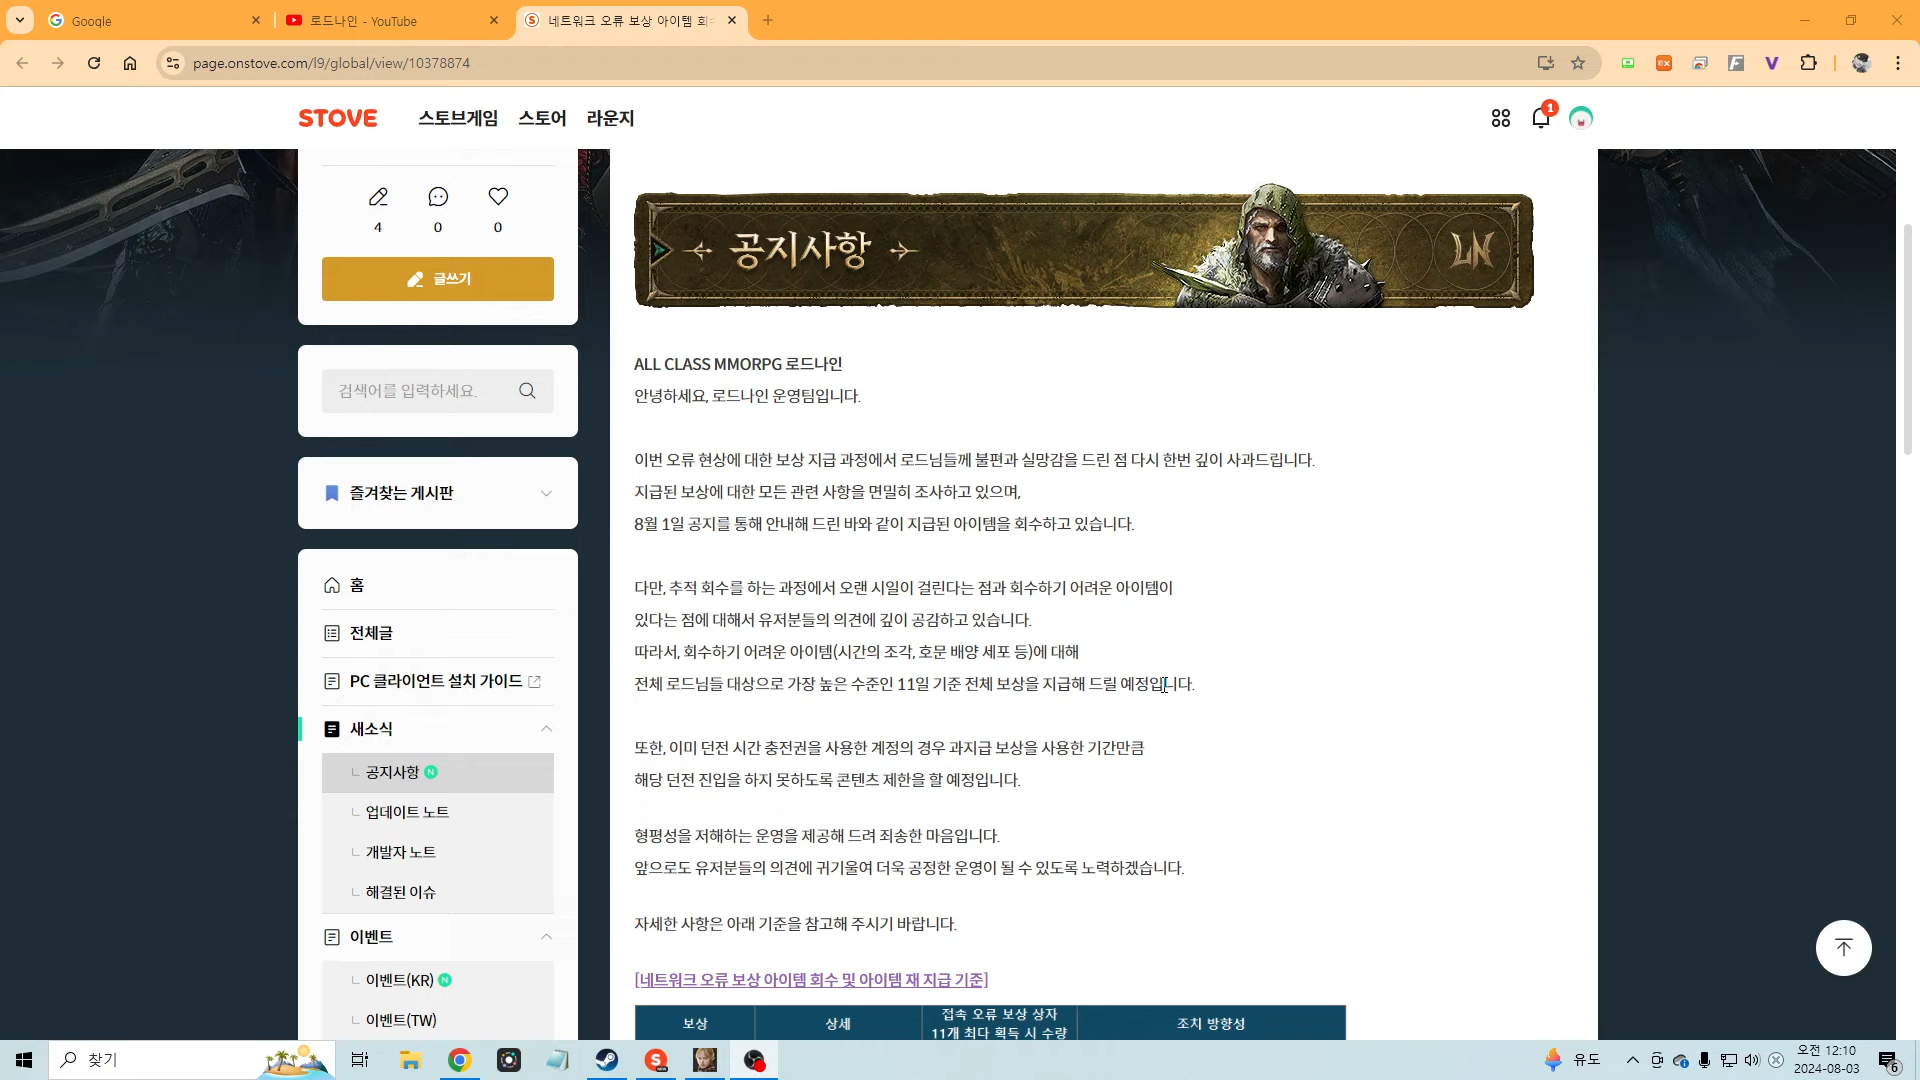 Google
로드나인 - YouTube
네트워크 오류 보상 아이템 회
page.onstove.com/l9/global/view/10378874
EX
STOVE
스토브게임
스토어
라운지
1
4
0
0
글쓰기
검색어를 입력하세요.
즐겨찾는 게시판
홈
전체글
PC 클라이언트 설치 가이드
새소식
공지사항 N
업데이트 노트
개발자 노트
해결된 이슈
이벤트
이벤트(KR) N
이벤트(TW)
공지사항
LN
ALL CLASS MMORPG 로드나인
안녕하세요, 로드나인 운영팀입니다.
이번 오류 현상에 대한 보상 지급 과정에서 로드님들께 불편과 실망감을 드린 점 다시 한번 깊이 사과드립니다.
지급된 보상에 대한 모든 관련 사항을 면밀히 조사하고 있으며,
8월 1일 공지를 통해 안내해 드린 바와 같이 지급된 아이템을 회수하고 있습니다.
다만, 추적 회수를 하는 과정에서 오랜 시일이 걸린다는 점과 회수하기 어려운 아이템이
있다는 점에 대해서 유저분들의 의견에 깊이 공감하고 있습니다.
따라서, 회수하기 어려운 아이템(시간의 조각, 호문 배양 세포 등)에 대해
전체 로드님들 대상으로 가장 높은 수준인 11일 기준 전체 보상을 지급해 드릴 예정입니다.
또한, 이미 던전 시간 충전권을 사용한 계정의 경우 과지급 보상을 사용한 기간만큼
해당 던전 진입을 하지 못하도록 콘텐츠 제한을 할 예정입니다.
형평성을 저해하는 운영을 제공해 드려 죄송한 마음입니다.
앞으로도 유저분들의 의견에 귀기울여 더욱 공정한 운영이 될 수 있도록 노력하겠습니다.
자세한 사항은 아래 기준을 참고해 주시기 바랍니다.
[네트워크 오류 보상 아이템 회수 및 아이템 재 지급 기준]
보상
상세
접속 오류 보상 상자
11개 최다 획득 시 수량
조치 방향성
찾기
유도
오전 12:10
2024-08-03
6